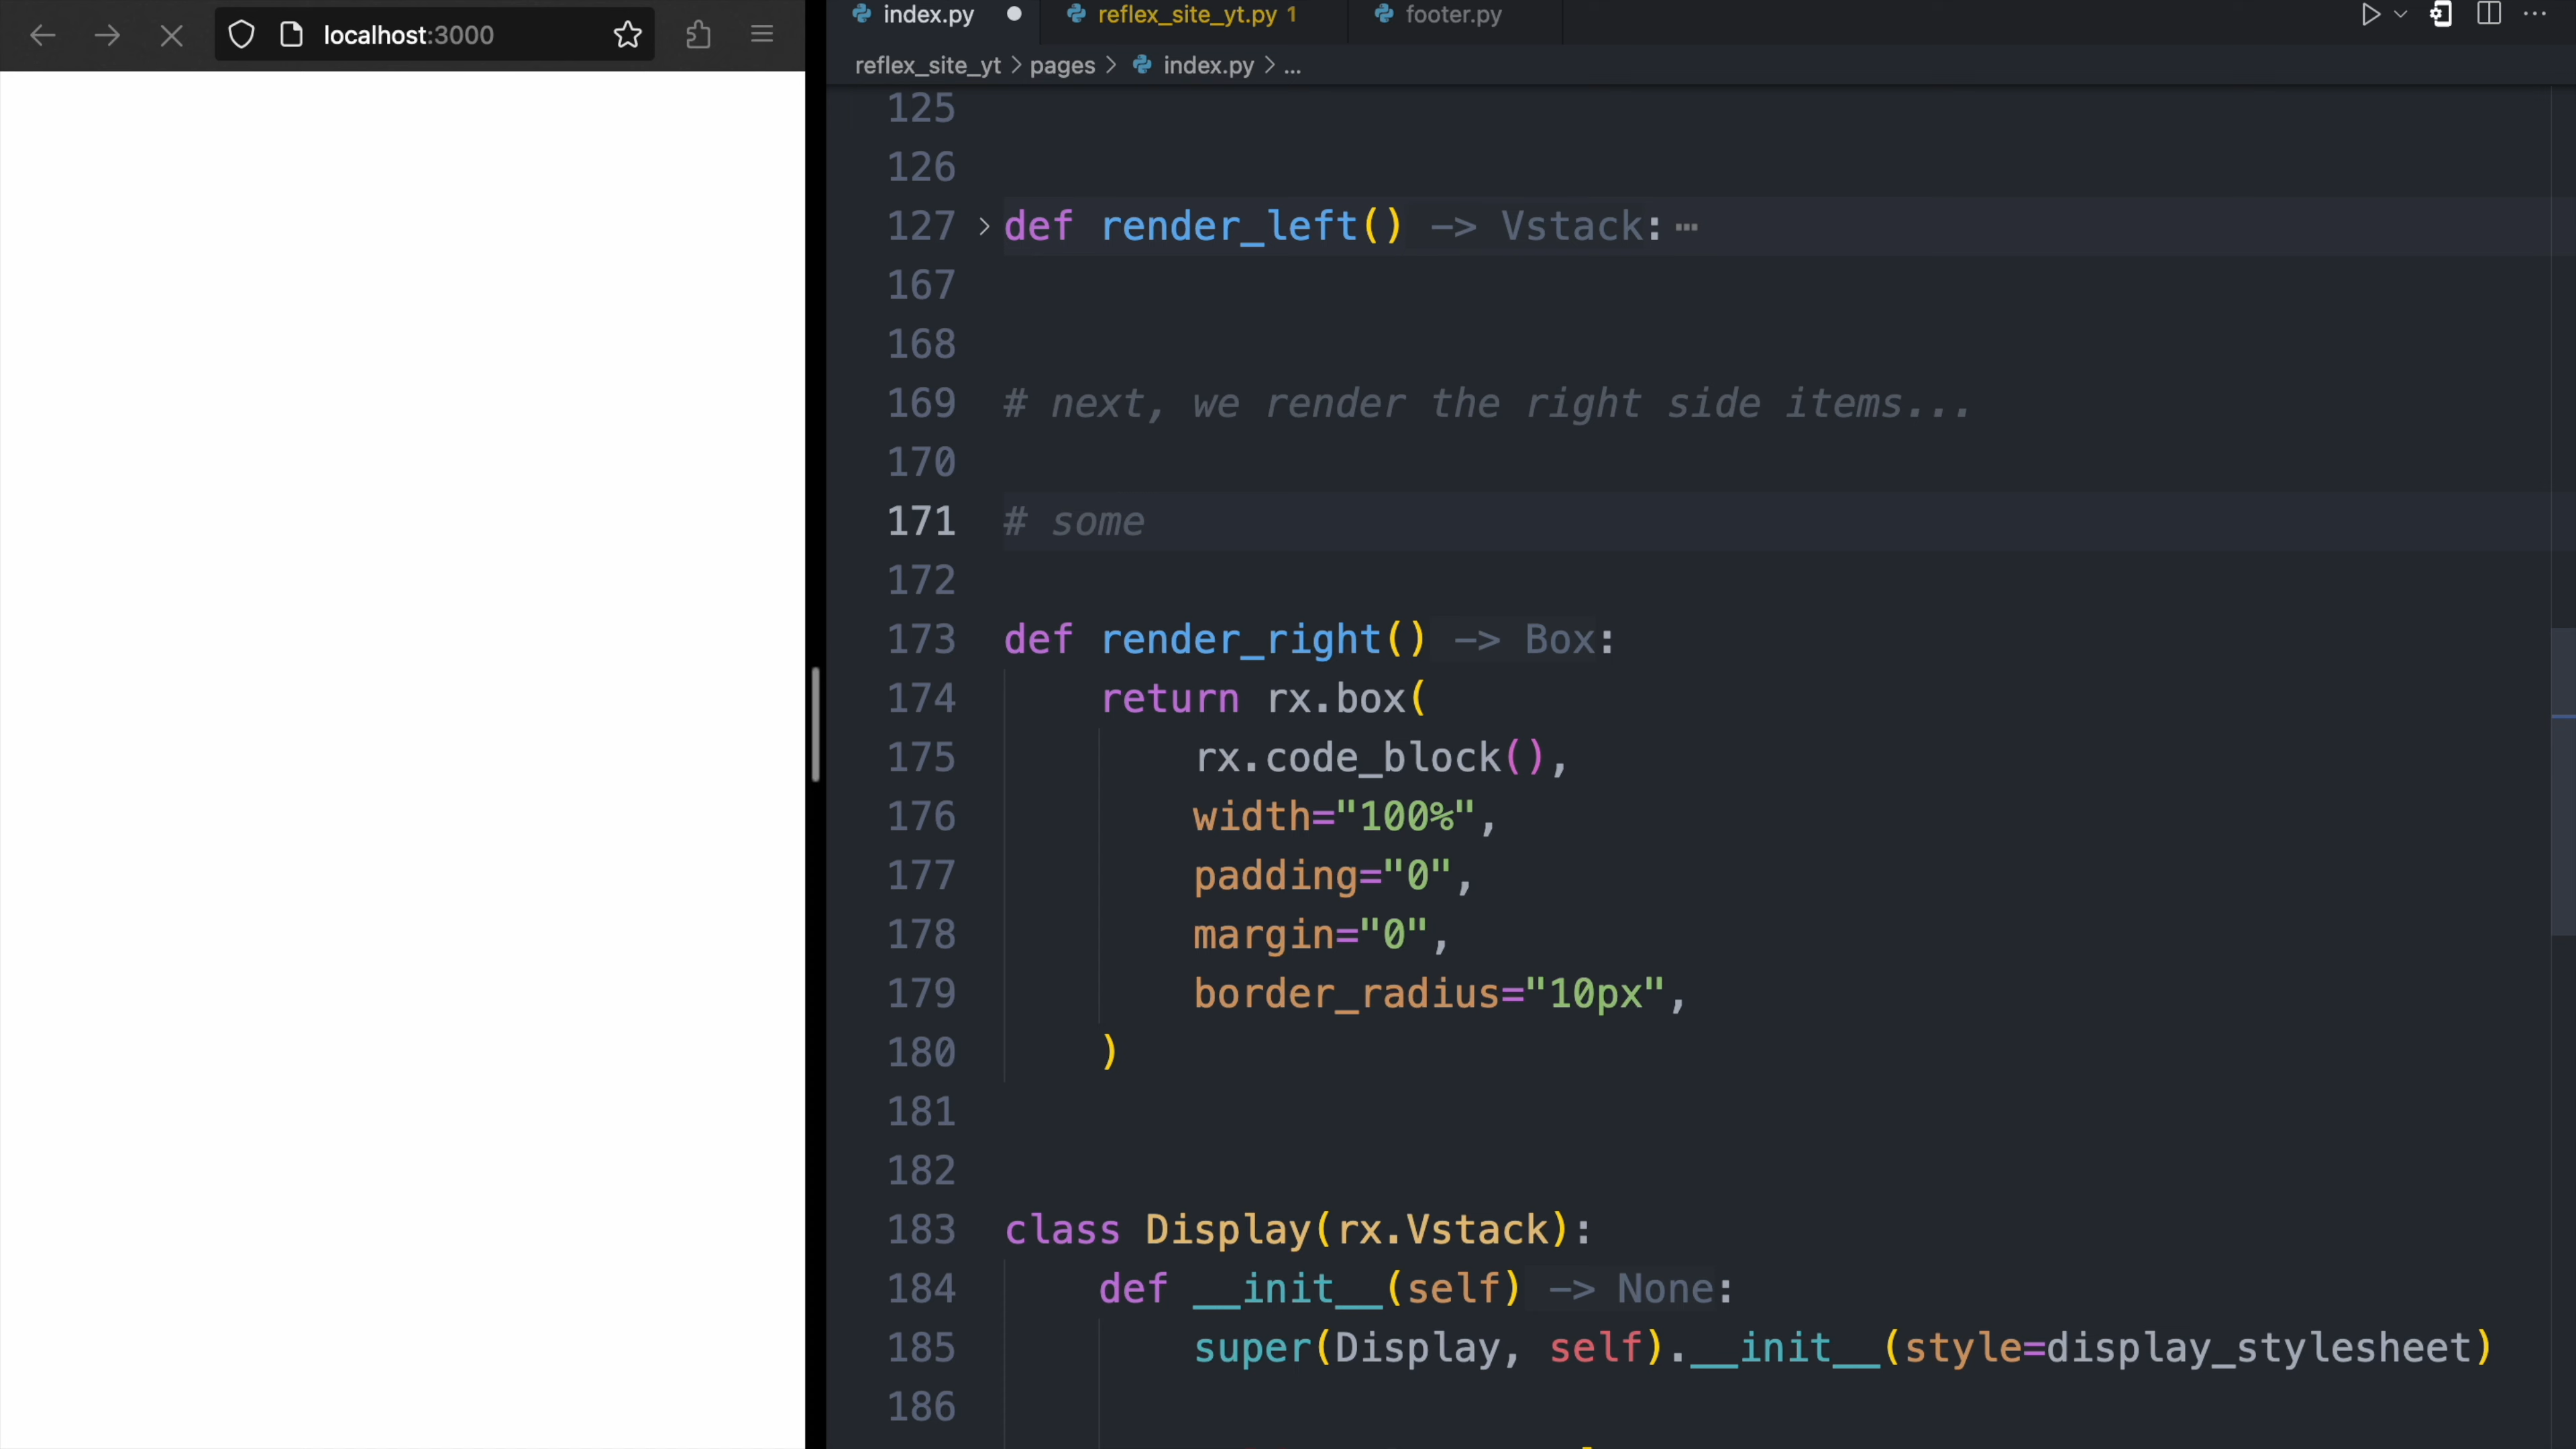 localhost:3000
index.py
reflex_site_yt.py 1
footer.py
reflex_site_yt > pages > index.py > ...
125
126
127 > def render_left() -> Vstack: ⋯
167
168
169 # next, we render the right side items...
170
171 # some
172
173 def render_right() -> Box:
174 return rx.box(
175 rx.code_block(),
176 width="100%",
177 padding="0",
178 margin="0",
179 border_radius="10px",
180 )
181
182
183 class Display(rx.Vstack):
184 def __init__(self) -> None:
185 super(Display, self).__init__(style=display_stylesheet)
186